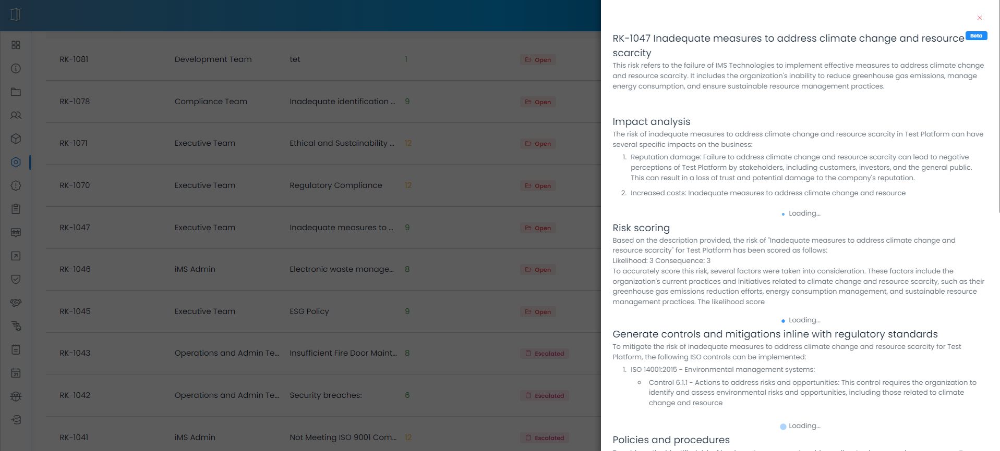 RK-1081 Development Team tet 1 Open
RK-1078 Compliance Team Inadequate identification ... 9 Open
RK-1071 Executive Team Ethical and Sustainability ... 12 Open
RK-1070 Executive Team Regulatory Compliance 12 Open
RK-1047 Executive Team Inadequate measures to ... 9 Open
RK-1046 iMS Admin Electronic waste manage... 8 Open
RK-1045 Executive Team ESG Policy 9 Open
RK-1043 Operations and Admin Te... Insufficient Fire Door Maint... 8 Escalated
RK-1042 Operations and Admin Te... Security breaches: 6 Escalated
RK-1041 iMS Admin Not Meeting ISO 9001 Com... 12 Escalated
31
RK-1047 Inadequate measures to address climate change and resource Beta
scarcity
This risk refers to the failure of IMS Technologies to implement effective measures to address climate change
and resource scarcity. It includes the organization's inability to reduce greenhouse gas emissions, manage
energy consumption, and ensure sustainable resource management practices.
Impact analysis
The risk of inadequate measures to address climate change and resource scarcity in Test Platform can have
several specific impacts on the business:
1. Reputation damage: Failure to address climate change and resource scarcity can lead to negative
perceptions of Test Platform by stakeholders, including customers, investors, and the general public.
This can result in a loss of trust and potential damage to the company's reputation.
2. Increased costs: Inadequate measures to address climate change and resource
Loading...
Risk scoring
Based on the description provided, the risk of "Inadequate measures to address climate change and
resource scarcity" for Test Platform has been scored as follows:
Likelihood: 3 Consequence: 3
To accurately score this risk, several factors were taken into consideration. These factors include the
organization's current practices and initiatives related to climate change and resource scarcity, such as their
greenhouse gas emissions reduction efforts, energy consumption management, and sustainable resource
management practices. The likelihood score
Loading...
Generate controls and mitigations inline with regulatory standards
To mitigate the risk of inadequate measures to address climate change and resource scarcity for Test
Platform, the following ISO controls can be implemented:
1. ISO 14001:2015 - Environmental management systems:
Control 6.1.1 - Actions to address risks and opportunities: This control requires the organization to
identify and assess environmental risks and opportunities, including those related to climate
change and resource
Loading...
Policies and procedures